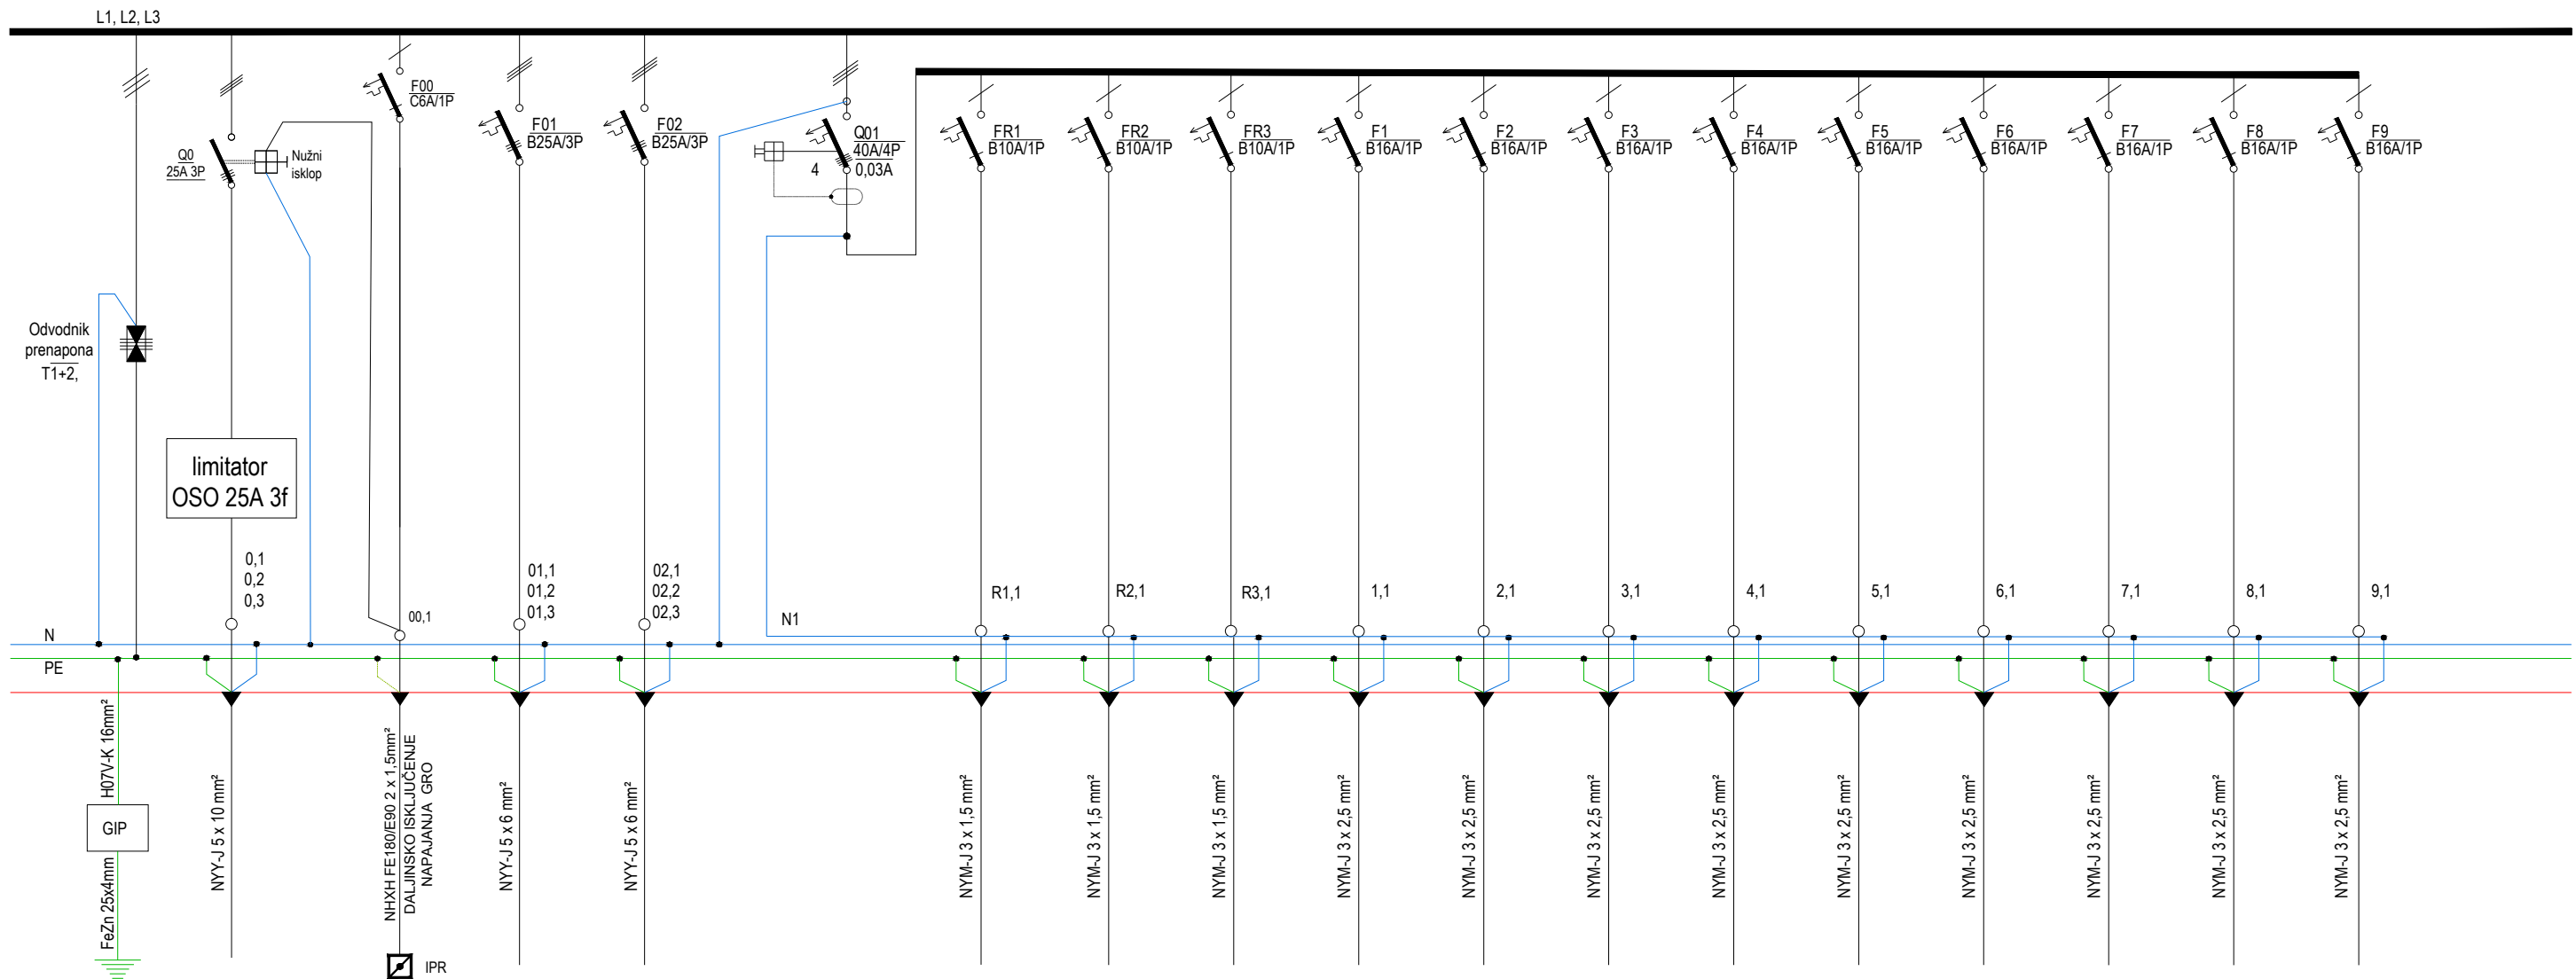 L1, L2, L3
Q0
25A 3P
Nužni
isklop
F00
C6A/1P
F01
B25A/3P
F02
B25A/3P
Q01
40A/4P
4
0,03A
FR1
B10A/1P
FR2
B10A/1P
FR3
B10A/1P
F1
B16A/1P
F2
B16A/1P
F3
B16A/1P
F4
B16A/1P
F5
B16A/1P
F6
B16A/1P
F7
B16A/1P
F8
B16A/1P
F9
B16A/1P
Odvodnik
prenapona
T1+2,
limitator
OSO 25A 3f
0,1
0,2
0,3
00,1
01,1
01,2
01,3
02,1
02,2
02,3
N1
R1,1
R2,1
R3,1
1,1
2,1
3,1
4,1
5,1
6,1
7,1
8,1
9,1
N
PE
H07V-K 16mm²
GIP
FeZn 25x4mm
NYY-J 5 x 10 mm²
NHXH FE180/E90 2 x 1,5mm²
DALJINSKO ISKLJUČENJE
NAPAJANJA GRO
IPR
NYY-J 5 x 6 mm²
NYY-J 5 x 6 mm²
NYM-J 3 x 1,5 mm²
NYM-J 3 x 1,5 mm²
NYM-J 3 x 1,5 mm²
NYM-J 3 x 2,5 mm²
NYM-J 3 x 2,5 mm²
NYM-J 3 x 2,5 mm²
NYM-J 3 x 2,5 mm²
NYM-J 3 x 2,5 mm²
NYM-J 3 x 2,5 mm²
NYM-J 3 x 2,5 mm²
NYM-J 3 x 2,5 mm²
NYM-J 3 x 2,5 mm²